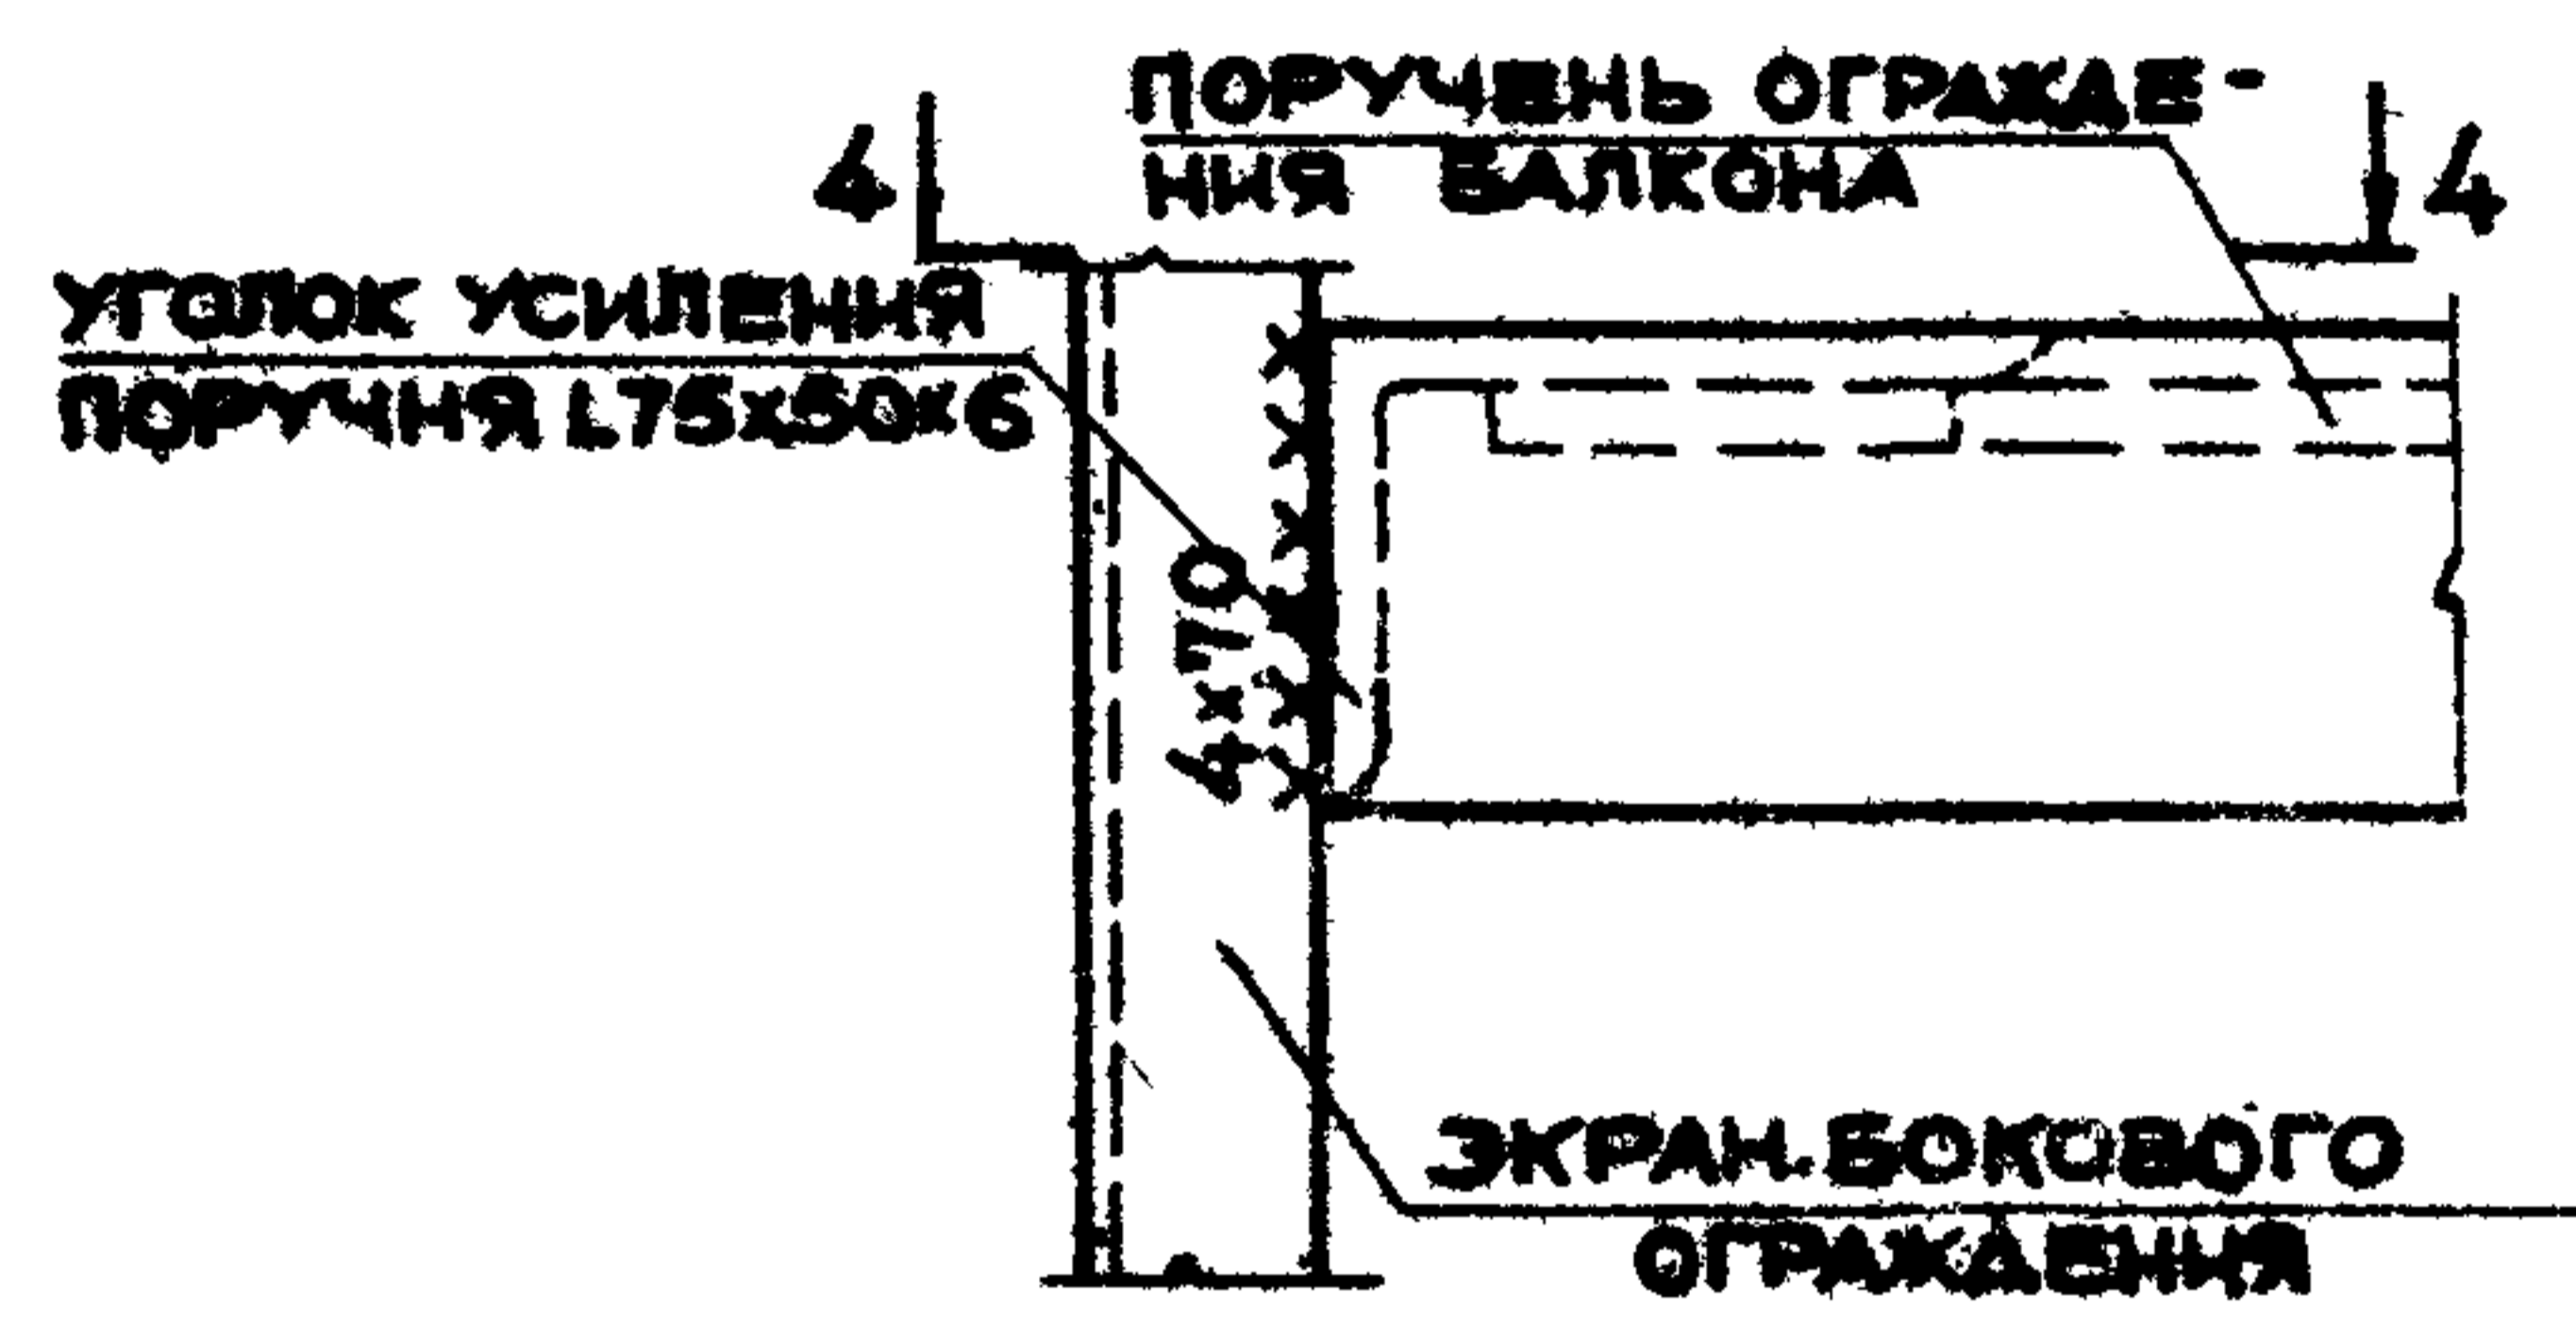 ПОРУЧЕНЬ ОГРАЖДЕ-
НИЯ БАЛКОНА
4
4
УГОЛОК УСИЛЕНИЯ
ПОРУЧНЯ L75x50x6
4x70
ЭКРАН БОКОВОГО
ОГРАЖДЕНИЯ